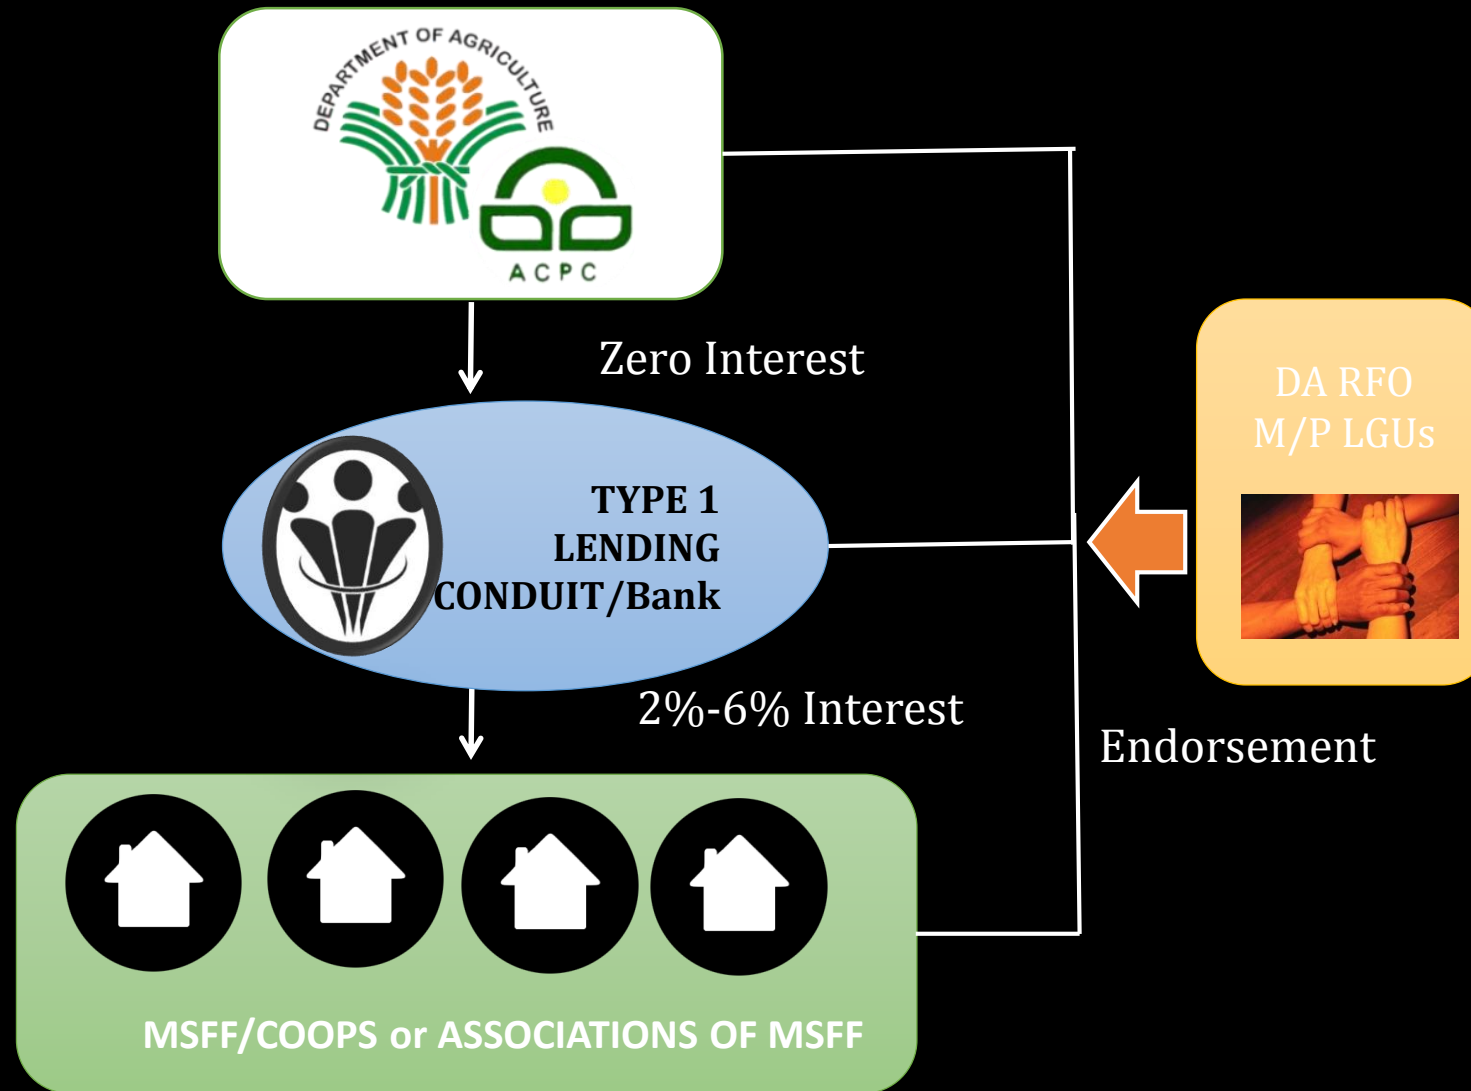 DEPARTMENT OF AGRICULTURE
ACPC
Zero Interest
DA RFO
M/P LGUs
TYPE 1
LENDING
CONDUIT/Bank
2%-6% Interest
Endorsement
MSFF/COOPS or ASSOCIATIONS OF MSFF